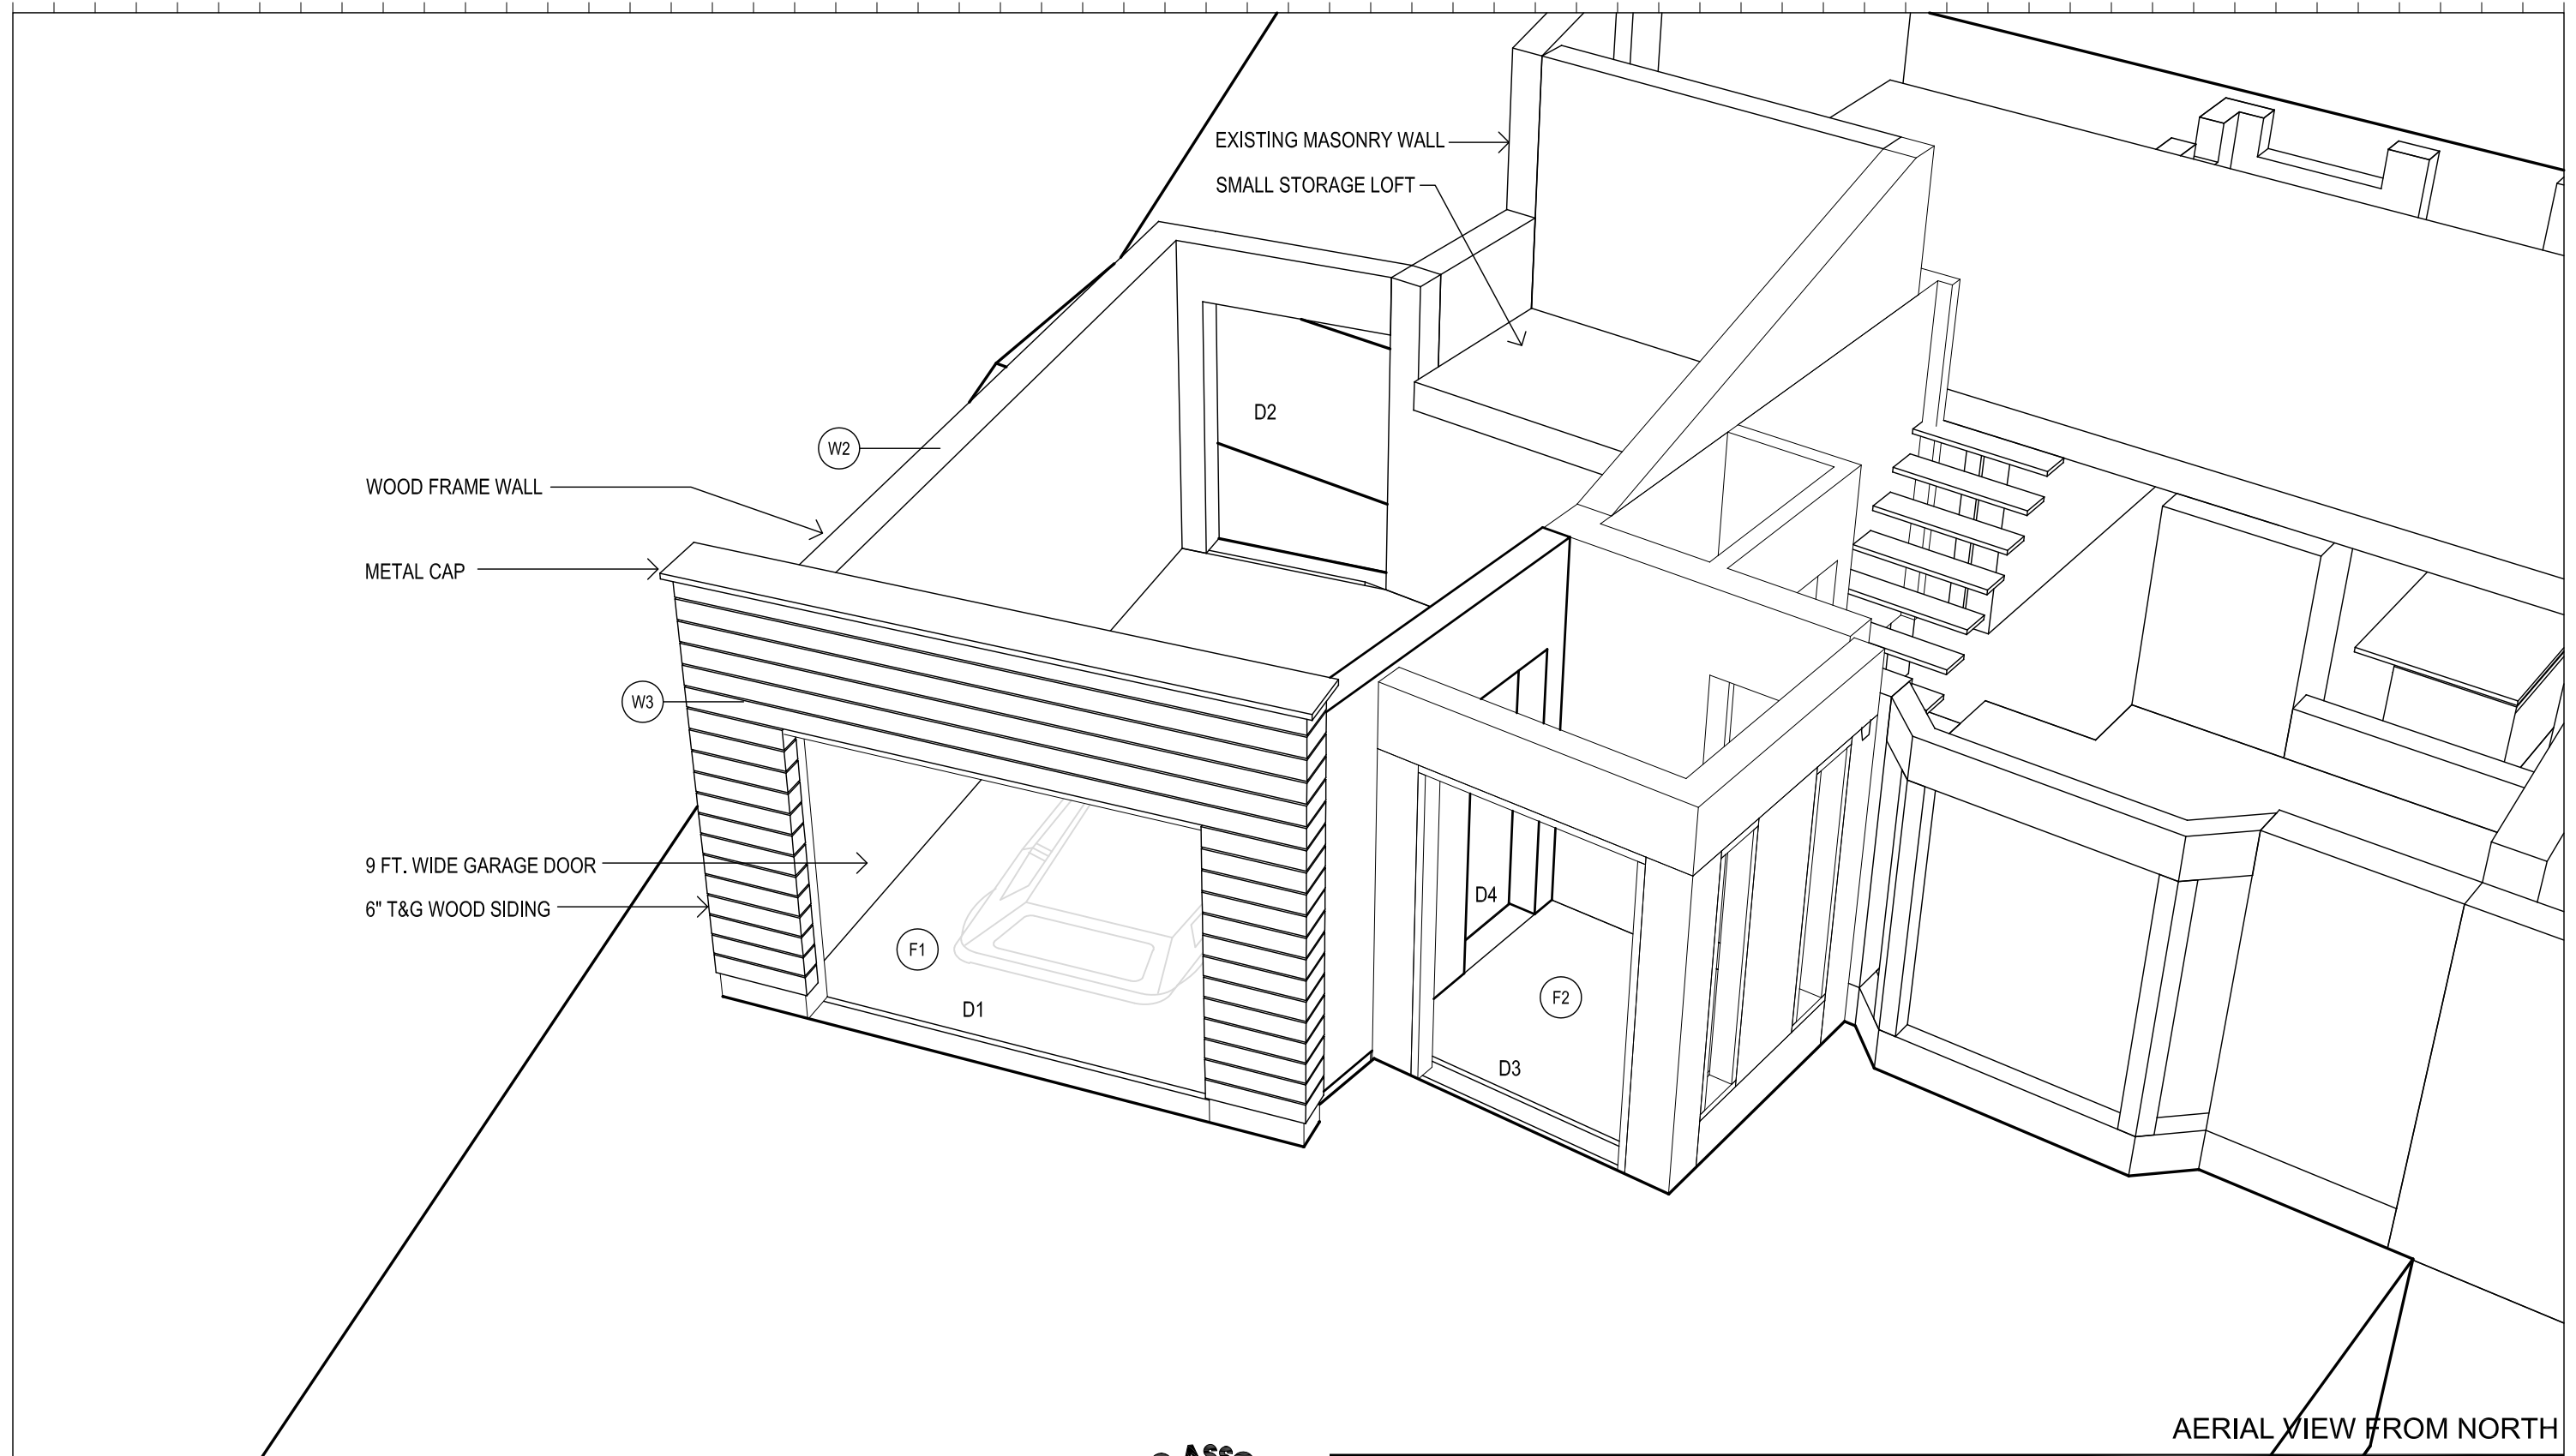 EXISTING MASONRY WALL
SMALL STORAGE LOFT
D2
W2
WOOD FRAME WALL
METAL CAP
W3
9 FT. WIDE GARAGE DOOR
6" T&G WOOD SIDING
D4
F1
F2
D1
D3
AERIAL VIEW FROM NORTH